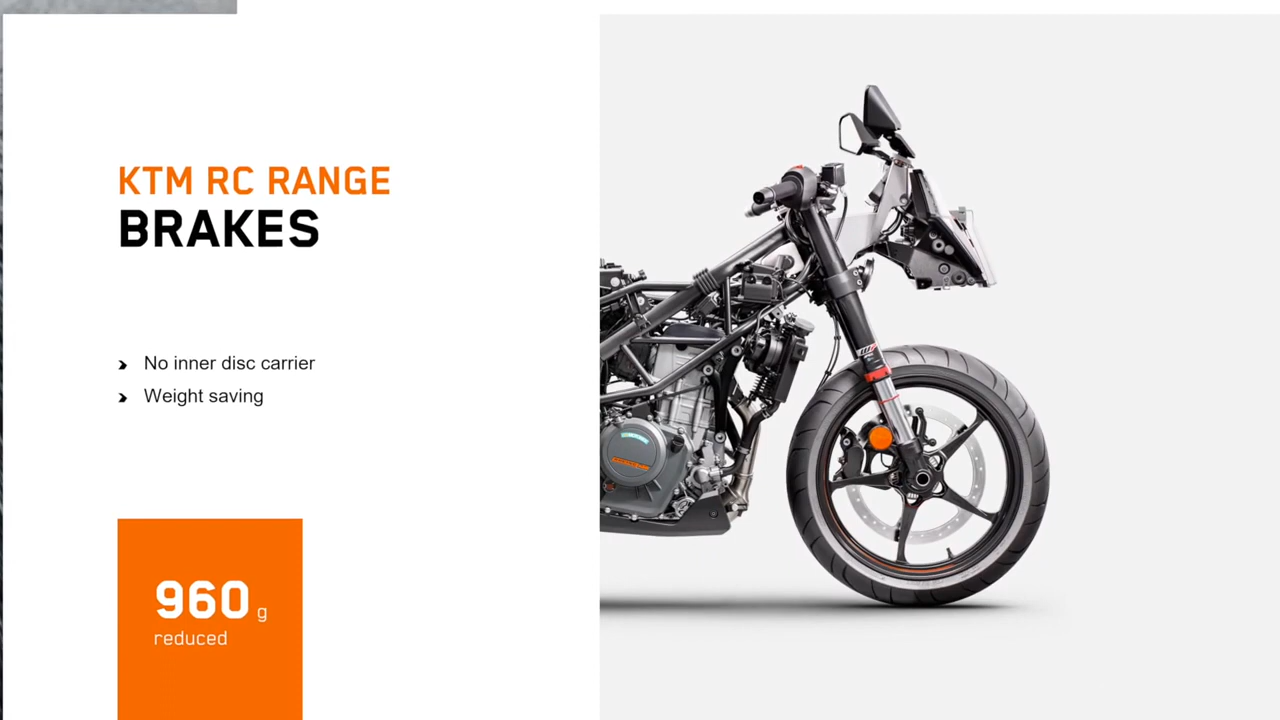 KTM RC RANGE
BRAKES
No inner disc carrier
Weight saving
960 g
reduced